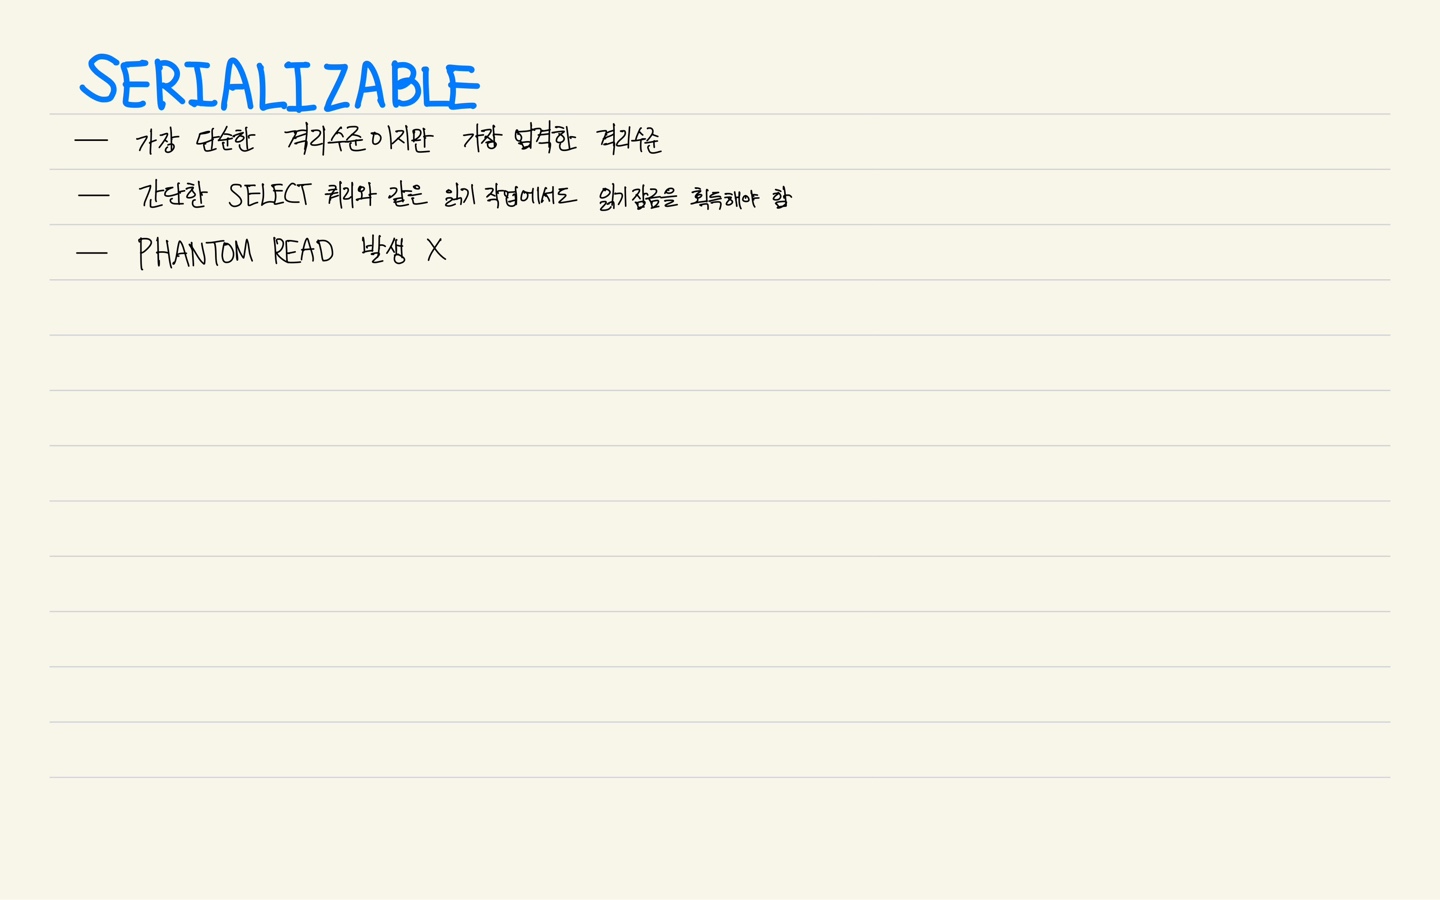 SERIALIZABLE
— 가장 단순한 격리수준이지만 가장 엄격한 격리수준
— 간단한 SELECT 쿼리와 같은 읽기 작업에서도 읽기 잠금을 획득해야 함
— PHANTOM READ 발생 X